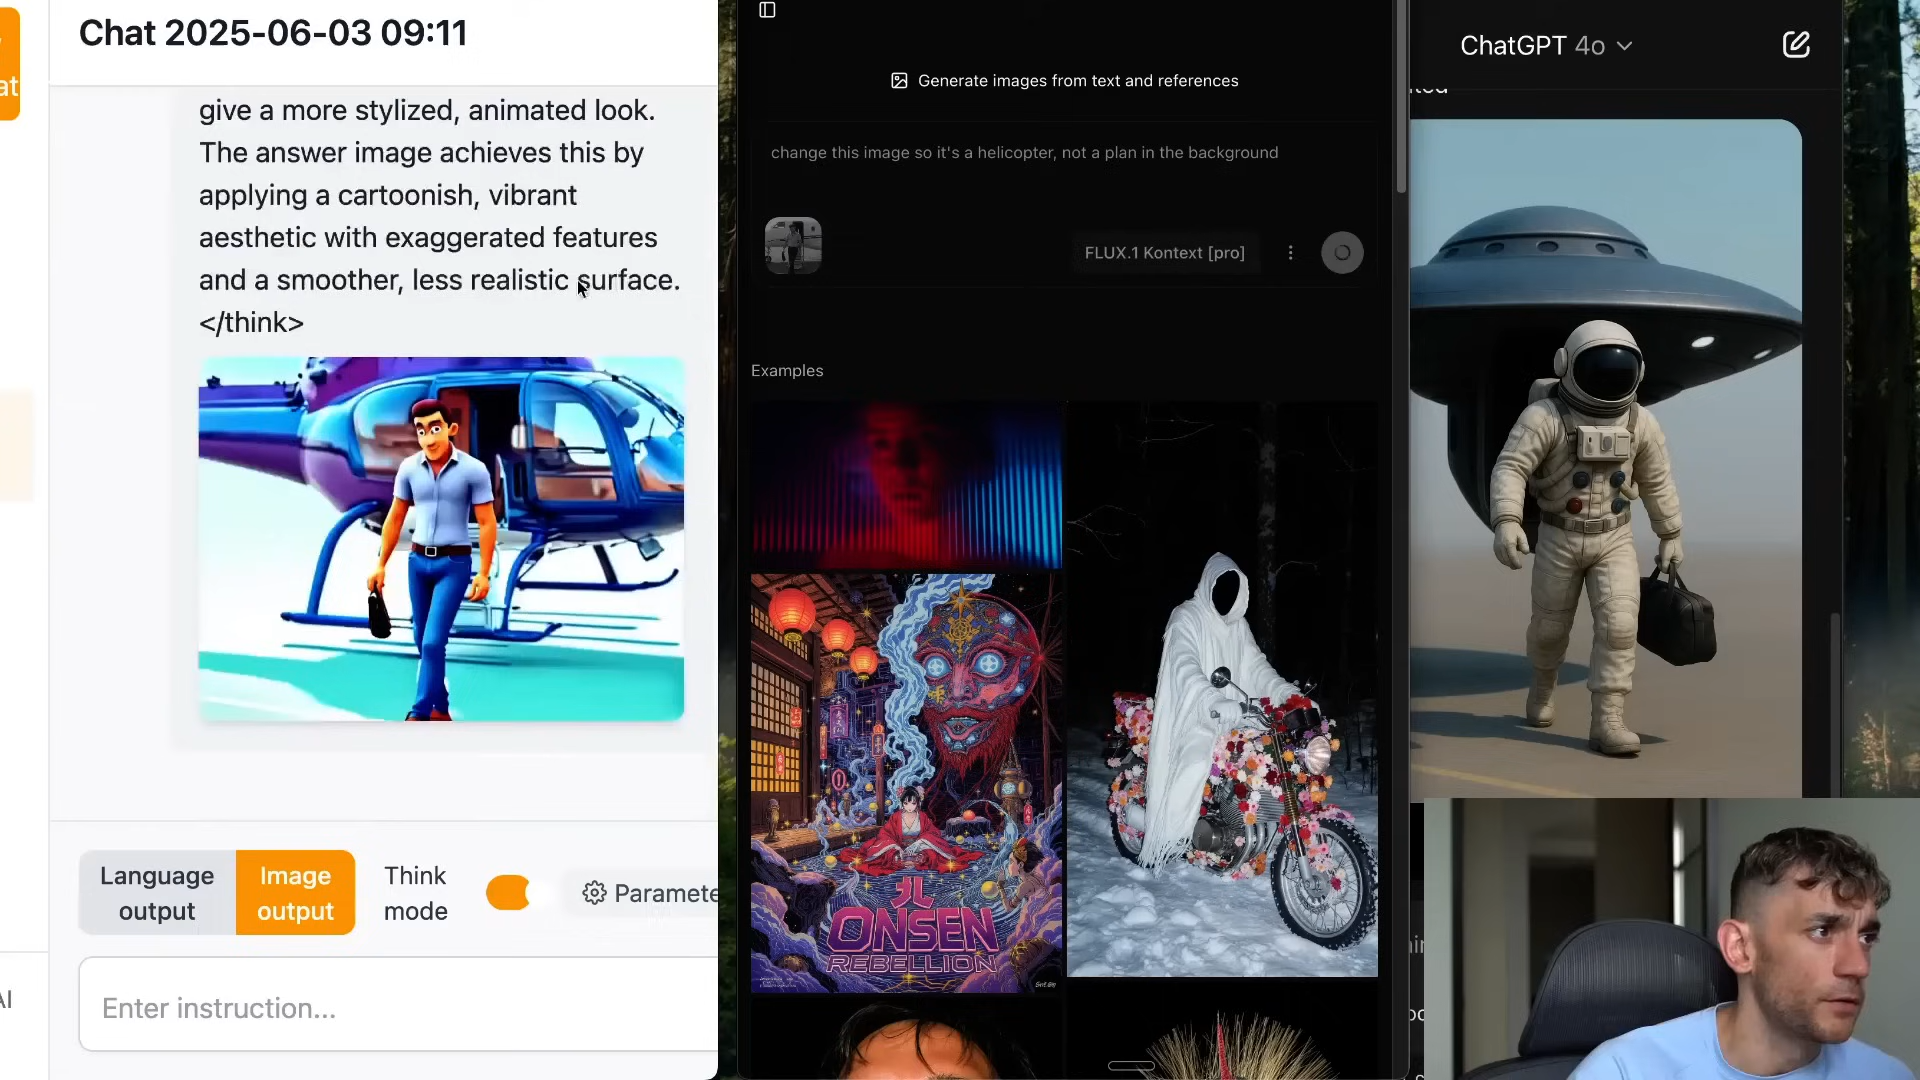 at
Chat 2025-06-03 09:11
give a more stylized, animated look.
The answer image achieves this by
applying a cartoonish, vibrant
aesthetic with exaggerated features
and a smoother, less realistic surface.
</think>
Language
output
Image
output
Think
mode
Paramete
Enter instruction...
AI
Generate images from text and references
change this image so it's a helicopter, not a plan in the background
FLUX.1 Kontext [pro]
Examples
ONSEN
REBELLION
ChatGPT 4o